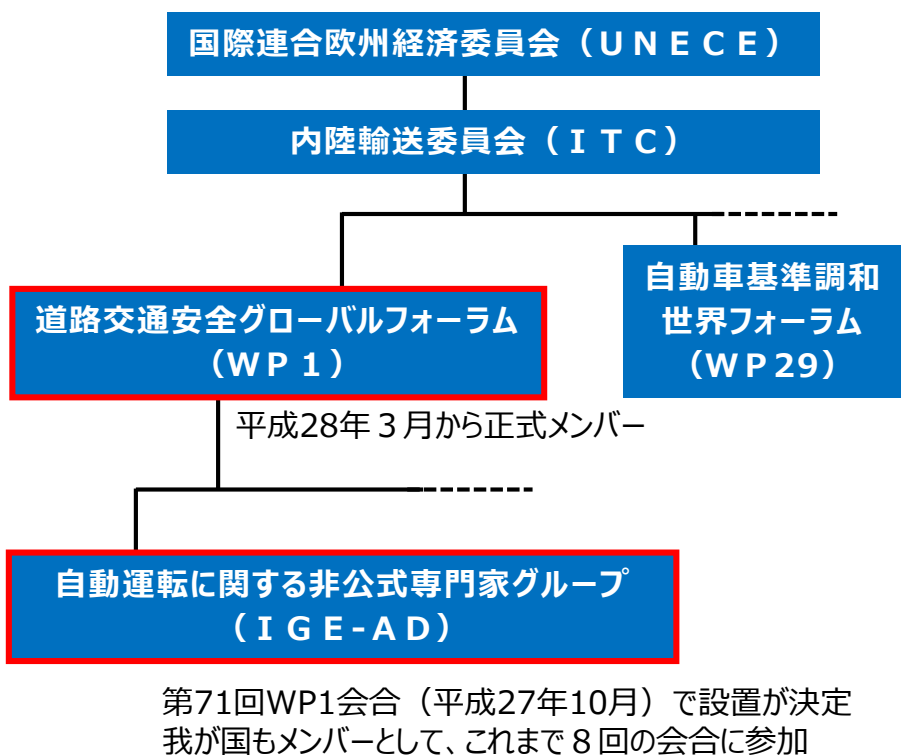 国際連合欧州経済委員会（ＵＮＥＣＥ）
内陸輸送委員会（ＩＴＣ）
自動車基準調和
世界フォーラム
（ＷＰ29）
道路交通安全グローバルフォーラム
（ＷＰ１）
平成28年３月から正式メンバー
自動運転に関する非公式専門家グループ
（ＩＧＥ-ＡＤ）
第71回WP1会合（平成27年10月）で設置が決定
我が国もメンバーとして、これまで８回の会合に参加